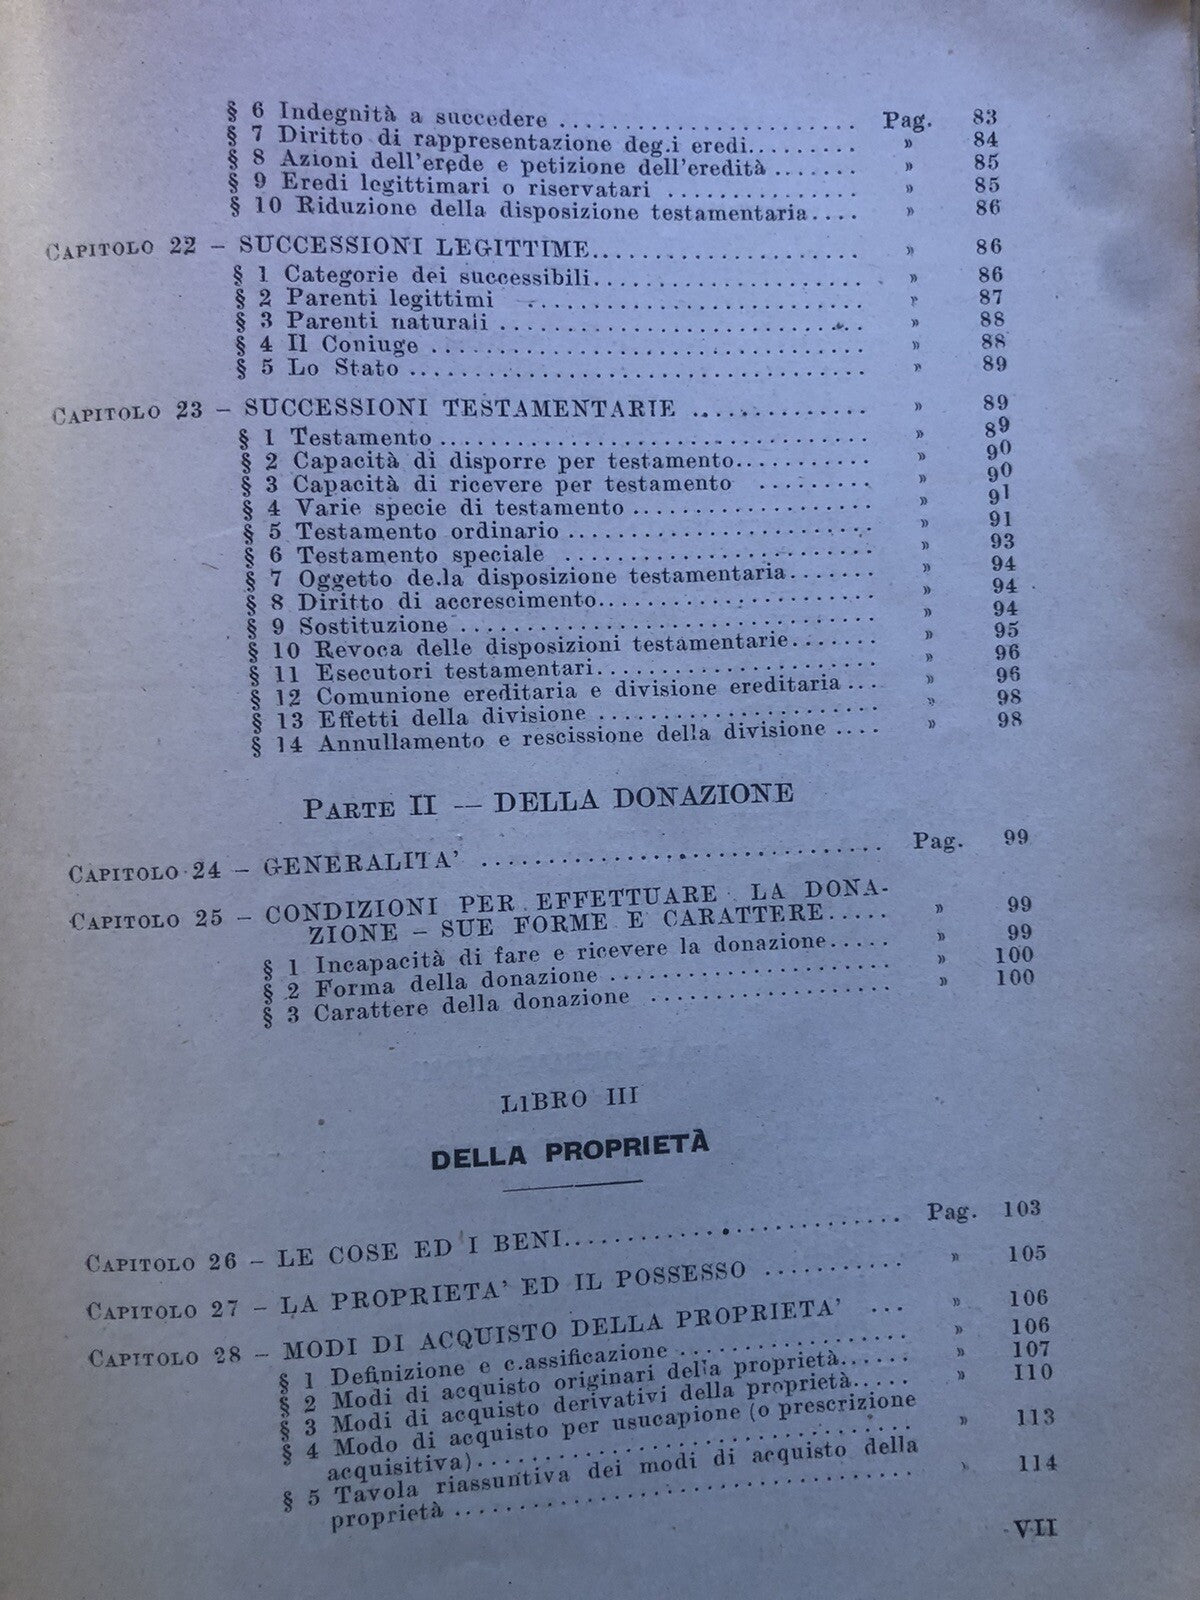 § 6 Indegnità a succedere ........................ Pag. 83
§ 7 Diritto di rappresentazione deg.i eredi.......... » 84
§ 8 Azioni dell'erede e petizione dell'eredità ....... » 85
§ 9 Eredi legittimari o riservatari ................ » 85
§ 10 Riduzione della disposizione testamentaria.... » 86
CAPITOLO 22 — SUCCESSIONI LEGITTIME..................... » 86
§ 1 Categorie dei successibili...................... » 86
§ 2 Parenti legittimi ............................ » 87
§ 3 Parenti naturali ............................ » 88
§ 4 Il Coniuge .................................. » 88
§ 5 Lo Stato .................................... » 89
CAPITOLO 23 — SUCCESSIONI TESTAMENTARIE .............. » 89
§ 1 Testamento .................................. » 89
§ 2 Capacità di disporre per testamento........... » 90
§ 3 Capacità di ricevere per testamento ......... » 90
§ 4 Varie specie di testamento ................... » 91
§ 5 Testamento ordinario ........................ » 91
§ 6 Testamento speciale ........................ » 93
§ 7 Oggetto de.la disposizione testamentaria....... » 94
§ 8 Diritto di accrescimento...................... » 94
§ 9 Sostituzione ................................ » 94
§ 10 Revoca delle disposizioni testamentarie....... » 95
§ 11 Esecutori testamentari....................... » 96
§ 12 Comunione ereditaria e divisione ereditaria ... » 96
§ 13 Effetti della divisione ...................... » 98
§ 14 Annullamento e rescissione della divisione .... » 98
PARTE II — DELLA DONAZIONE
CAPITOLO 24 — GENERALITA' ............................... Pag. 99
CAPITOLO 25 — CONDIZIONI PER EFFETTUARE LA DONA-
ZIONE — SUE FORME E CARATTERE..... » 99
§ 1 Incapacità di fare e ricevere la donazione..... » 99
§ 2 Forma della donazione ...................... » 100
§ 3 Carattere della donazione ................... » 100
LIBRO III
DELLA PROPRIETÀ
CAPITOLO 26 — LE COSE ED I BENI......................... Pag. 103
CAPITOLO 27 — LA PROPRIETA' ED IL POSSESSO ........... » 105
CAPITOLO 28 — MODI DI ACQUISTO DELLA PROPRIETA' ... » 106
§ 1 Definizione e c.assificazione .................. » 106
§ 2 Modi di acquisto originari della proprietà...... » 107
§ 3 Modi di acquisto derivativi della proprietà..... » 110
§ 4 Modo di acquisto per usucapione (o prescrizione
acquisitiva)................................. » 113
§ 5 Tavola riassuntiva dei modi di acquisto della
proprietà .................................. » 114
VII